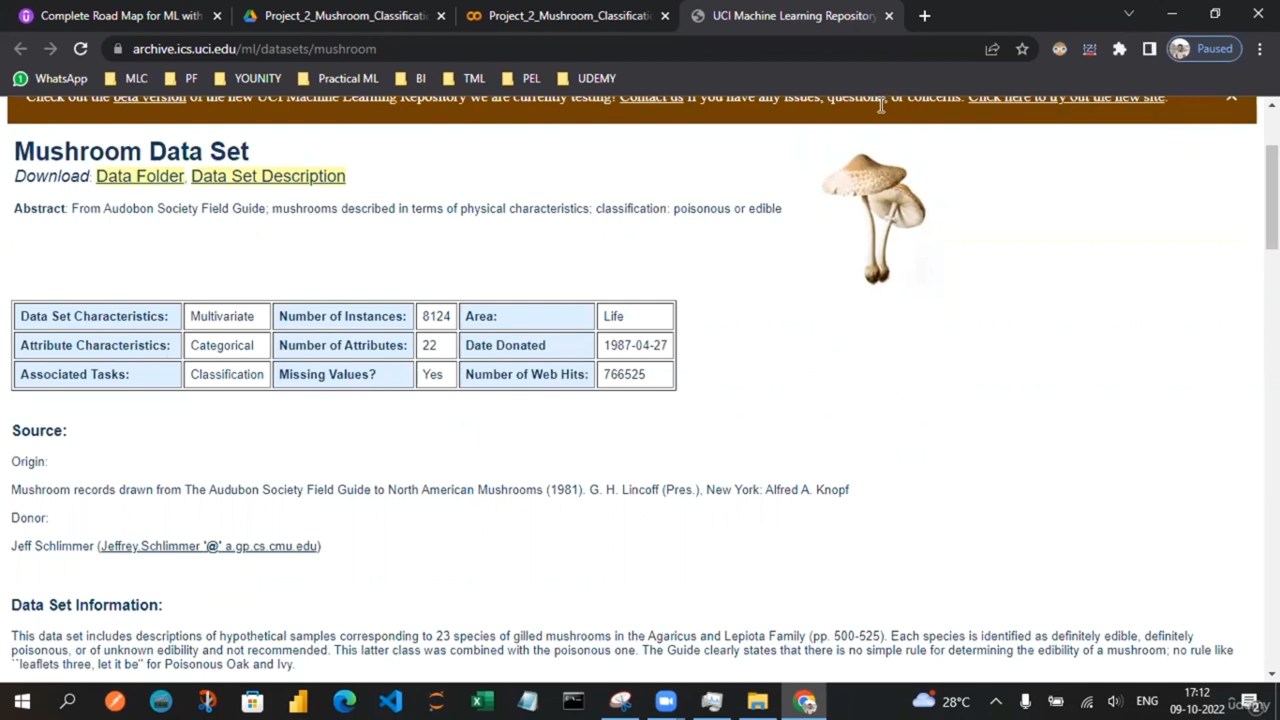 Complete Road Map for ML with
Project_2_Mushroom_Classificati
Project_2_Mushroom_Classificati
UCI Machine Learning Repository
archive.ics.uci.edu/ml/datasets/mushroom
Paused
WhatsApp
MLC
PF
YOUNITY
Practical ML
BI
TML
PEL
UDEMY
Check out the beta version of the new UCI Machine Learning Repository we are currently testing! Contact us if you have any issues, questions, or concerns. Click here to try out the new site.
Mushroom Data Set
Download: Data Folder, Data Set Description
Abstract: From Audobon Society Field Guide; mushrooms described in terms of physical characteristics; classification: poisonous or edible
Data Set Characteristics: Multivariate Number of Instances: 8124 Area: Life
Attribute Characteristics: Categorical Number of Attributes: 22 Date Donated 1987-04-27
Associated Tasks: Classification Missing Values? Yes Number of Web Hits: 766525
Source:
Origin:
Mushroom records drawn from The Audubon Society Field Guide to North American Mushrooms (1981). G. H. Lincoff (Pres.), New York: Alfred A. Knopf
Donor:
Jeff Schlimmer (Jeffrey.Schlimmer '@' a.gp.cs.cmu.edu)
Data Set Information:
This data set includes descriptions of hypothetical samples corresponding to 23 species of gilled mushrooms in the Agaricus and Lepiota Family (pp. 500-525). Each species is identified as definitely edible, definitely
poisonous, or of unknown edibility and not recommended. This latter class was combined with the poisonous one. The Guide clearly states that there is no simple rule for determining the edibility of a mushroom; no rule like
``leaflets three, let it be'' for Poisonous Oak and Ivy.
28°C
ENG
17:12
09-10-2022
udemy